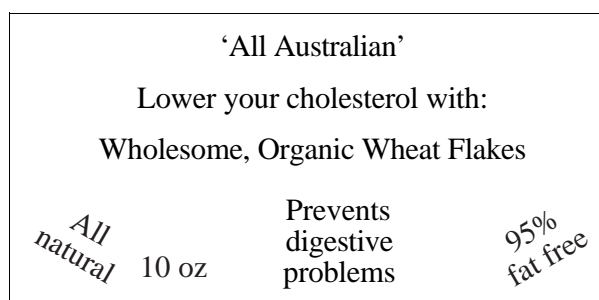 ‘All Australian’
Lower your cholesterol with:
Wholesome, Organic Wheat Flakes
All
natural
10 oz
Prevents
digestive
problems
95%
fat free